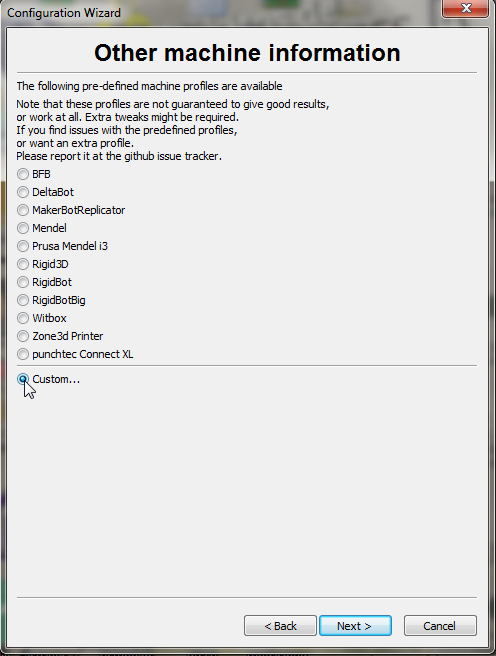 Configuration Wizard
Other machine information
The following pre-defined machine profiles are available
Note that these profiles are not guaranteed to give good results,
or work at all. Extra tweaks might be required.
If you find issues with the predefined profiles,
or want an extra profile.
Please report it at the github issue tracker.
BFB
DeltaBot
MakerBotReplicator
Mendel
Prusa Mendel i3
Rigid3D
RigidBot
RigidBotBig
Witbox
Zone3d Printer
punchtec Connect XL
Custom...
< Back Next > Cancel